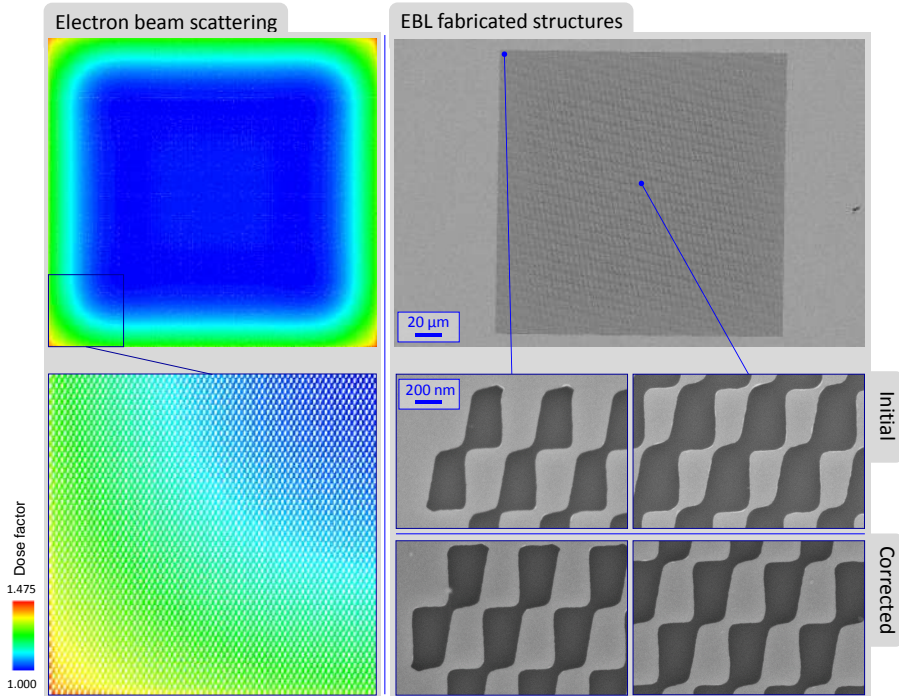 Electron beam scattering
EBL fabricated structures
20 µm
200 nm
Initial
Corrected
Dose factor
1.475
1.000